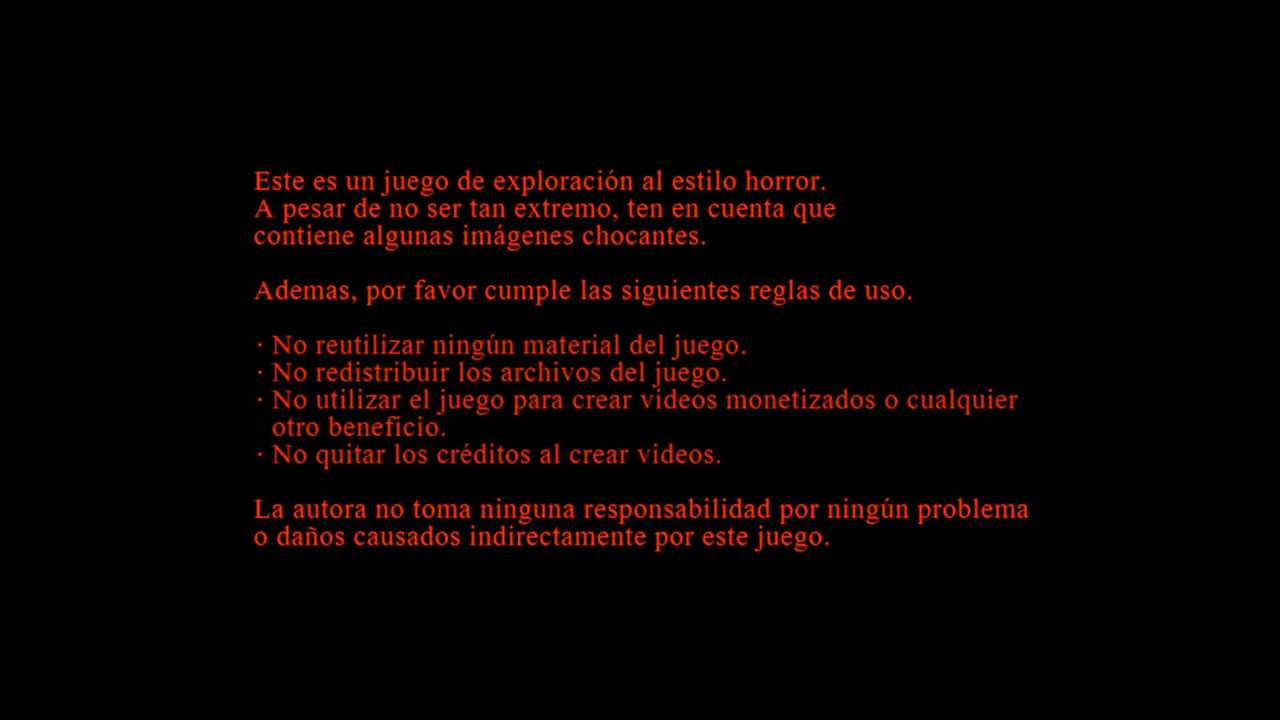 Este es un juego de exploración al estilo horror.
A pesar de no ser tan extremo, ten en cuenta que
contiene algunas imágenes chocantes.
Ademas, por favor cumple las siguientes reglas de uso.
· No reutilizar ningún material del juego.
· No redistribuir los archivos del juego.
· No utilizar el juego para crear videos monetizados o cualquier
otro beneficio.
· No quitar los créditos al crear videos.
La autora no toma ninguna responsabilidad por ningún problema
o daños causados indirectamente por este juego.